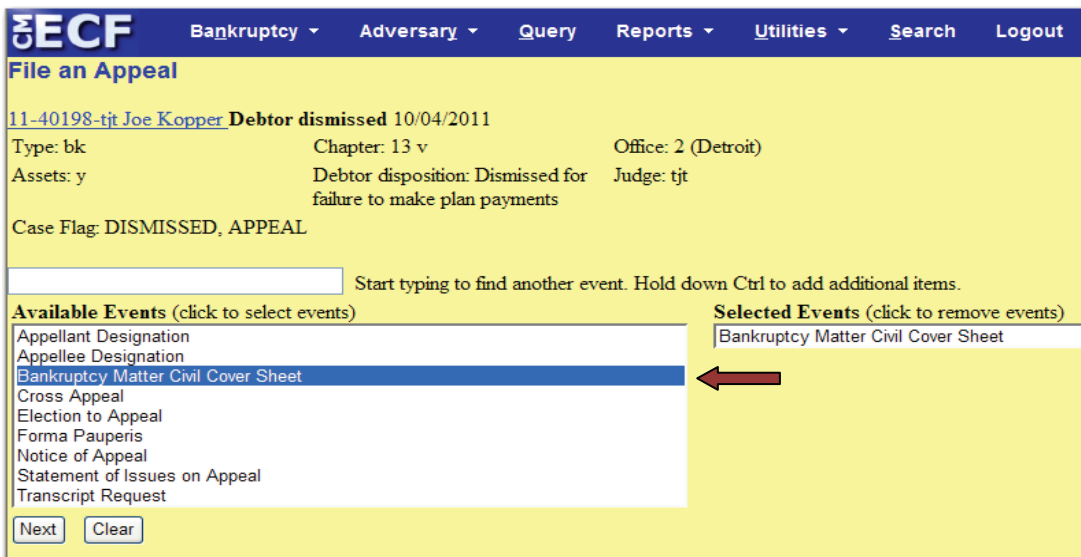 CM ECF Bankruptcy Adversary Query Reports Utilities Search Logout
File an Appeal
11-40198-tjt Joe Kopper Debtor dismissed 10/04/2011
Type: bk Chapter: 13 v Office: 2 (Detroit)
Assets: y Debtor disposition: Dismissed for Judge: tjt
failure to make plan payments
Case Flag: DISMISSED, APPEAL
Start typing to find another event. Hold down Ctrl to add additional items.
Available Events (click to select events) Selected Events (click to remove events)
Appellant Designation Bankruptcy Matter Civil Cover Sheet
Appellee Designation
Bankruptcy Matter Civil Cover Sheet
Cross Appeal
Election to Appeal
Forma Pauperis
Notice of Appeal
Statement of Issues on Appeal
Transcript Request
Next Clear